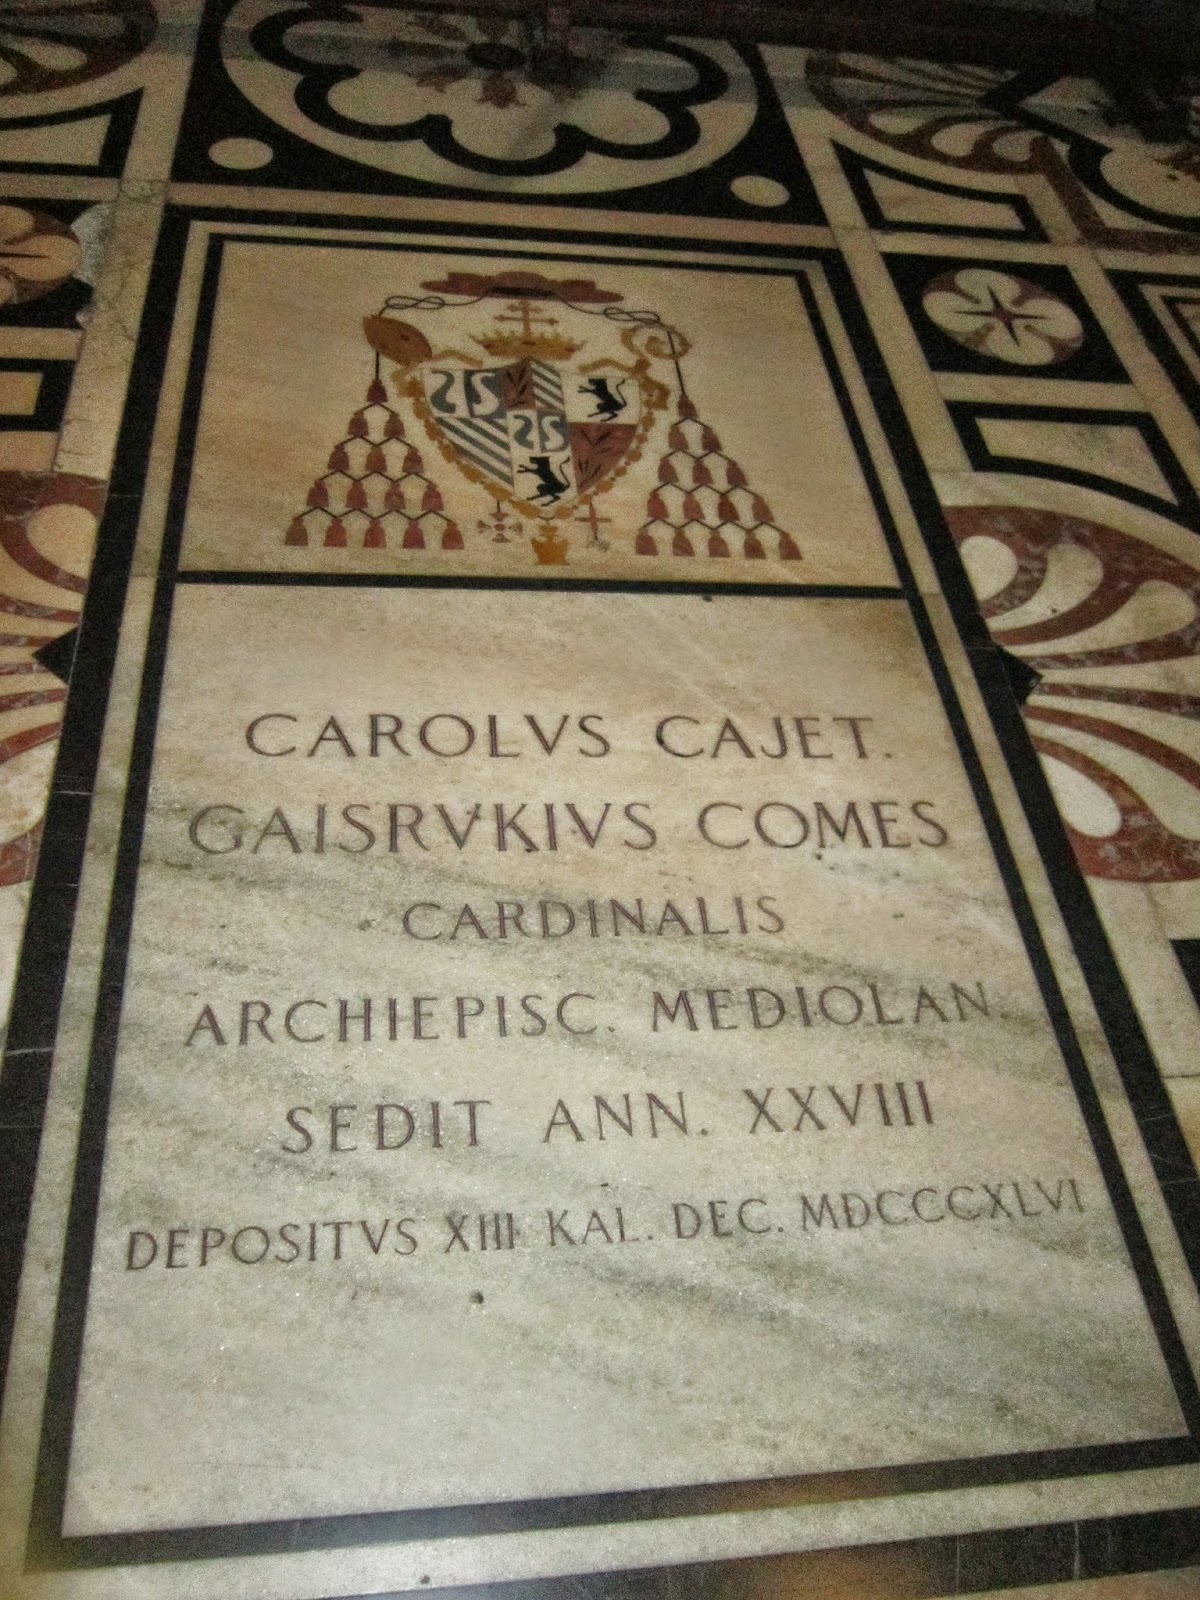 CAROLVS CAJET.
GAISRVKIVS COMES
CARDINALIS
ARCHIEPISC. MEDIOLAN.
SEDIT ANN. XXVIII
DEPOSITVS XIII KAL. DEC. MDCCCXLVI